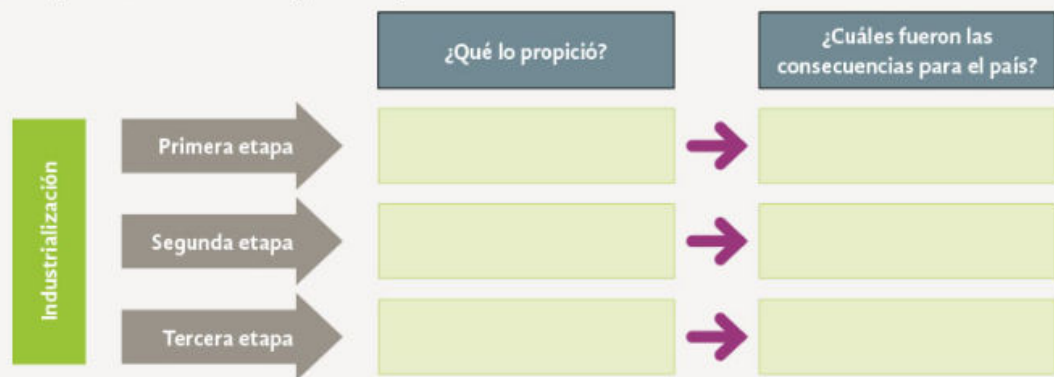 ¿Qué lo propició?
¿Cuáles fueron las
consecuencias para el país?
Industrialización
Primera etapa
Segunda etapa
Tercera etapa